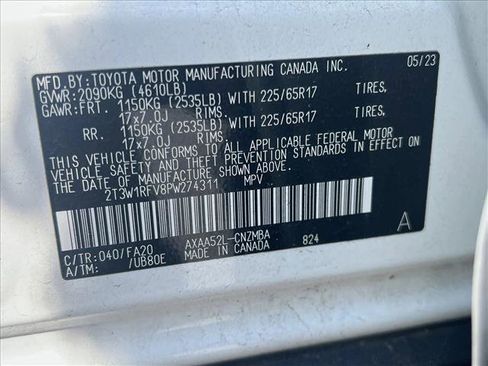 MFD. BY:TOYOTA MOTOR MANUFACTURING CANADA INC. 05/23
GVWR:2090KG (4610LB)
GAWR:FRT. 1150KG (2535LB) WITH 225/65R17 TIRES,
17x7.0J RIMS.
RR. 1150KG (2535LB) WITH 225/65R17 TIRES,
17x7.0J RIMS.
THIS VEHICLE CONFORMS TO ALL APPLICABLE FEDERAL MOTOR
VEHICLE SAFETY AND THEFT PREVENTION STANDARDS IN EFFECT
ON THE DATE OF MANUFACTURE SHOWN ABOVE.
2T3W1RFV8PW274311 MPV
C/TR:040/FA20 AXAA52L-CNZMBA A
A/TM: /UB80E MADE IN CANADA 824